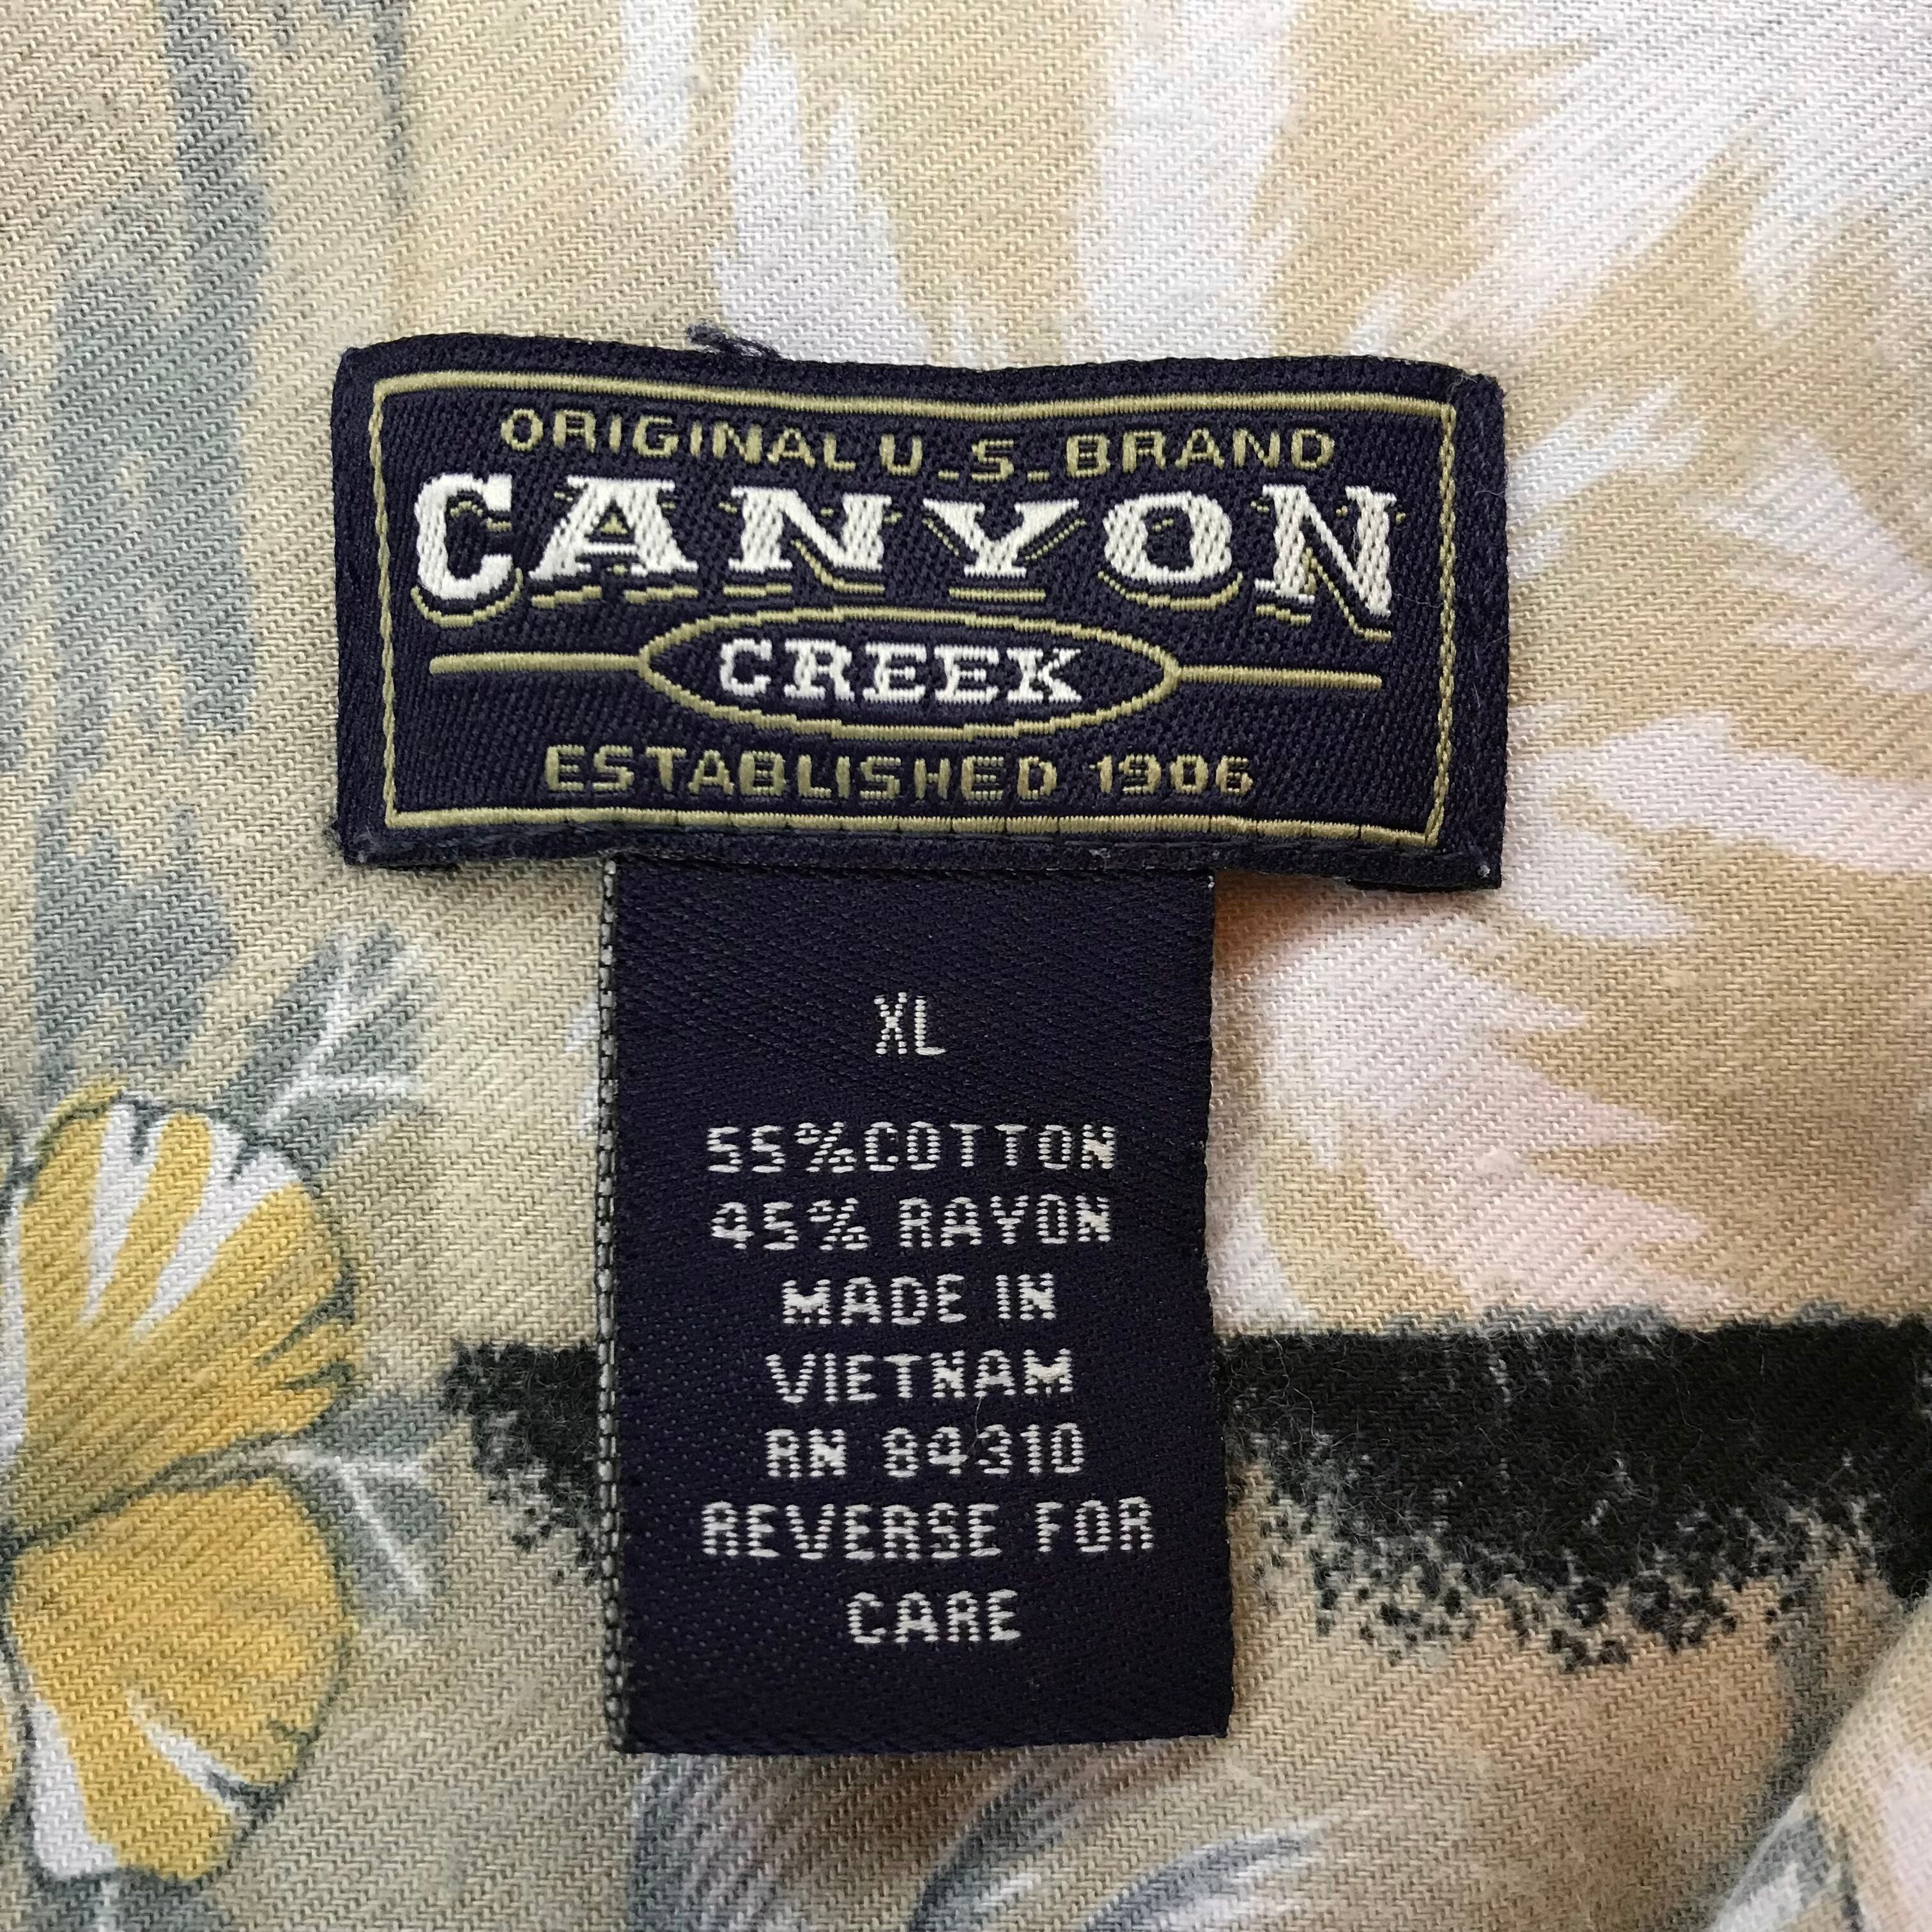 ORIGINAL U.S. BRAND
CANYON
CREEK
ESTABLISHED 1906
XL
55%COTTON
45% RAYON
MADE IN
VIETNAM
RN 84310
REVERSE FOR
CARE